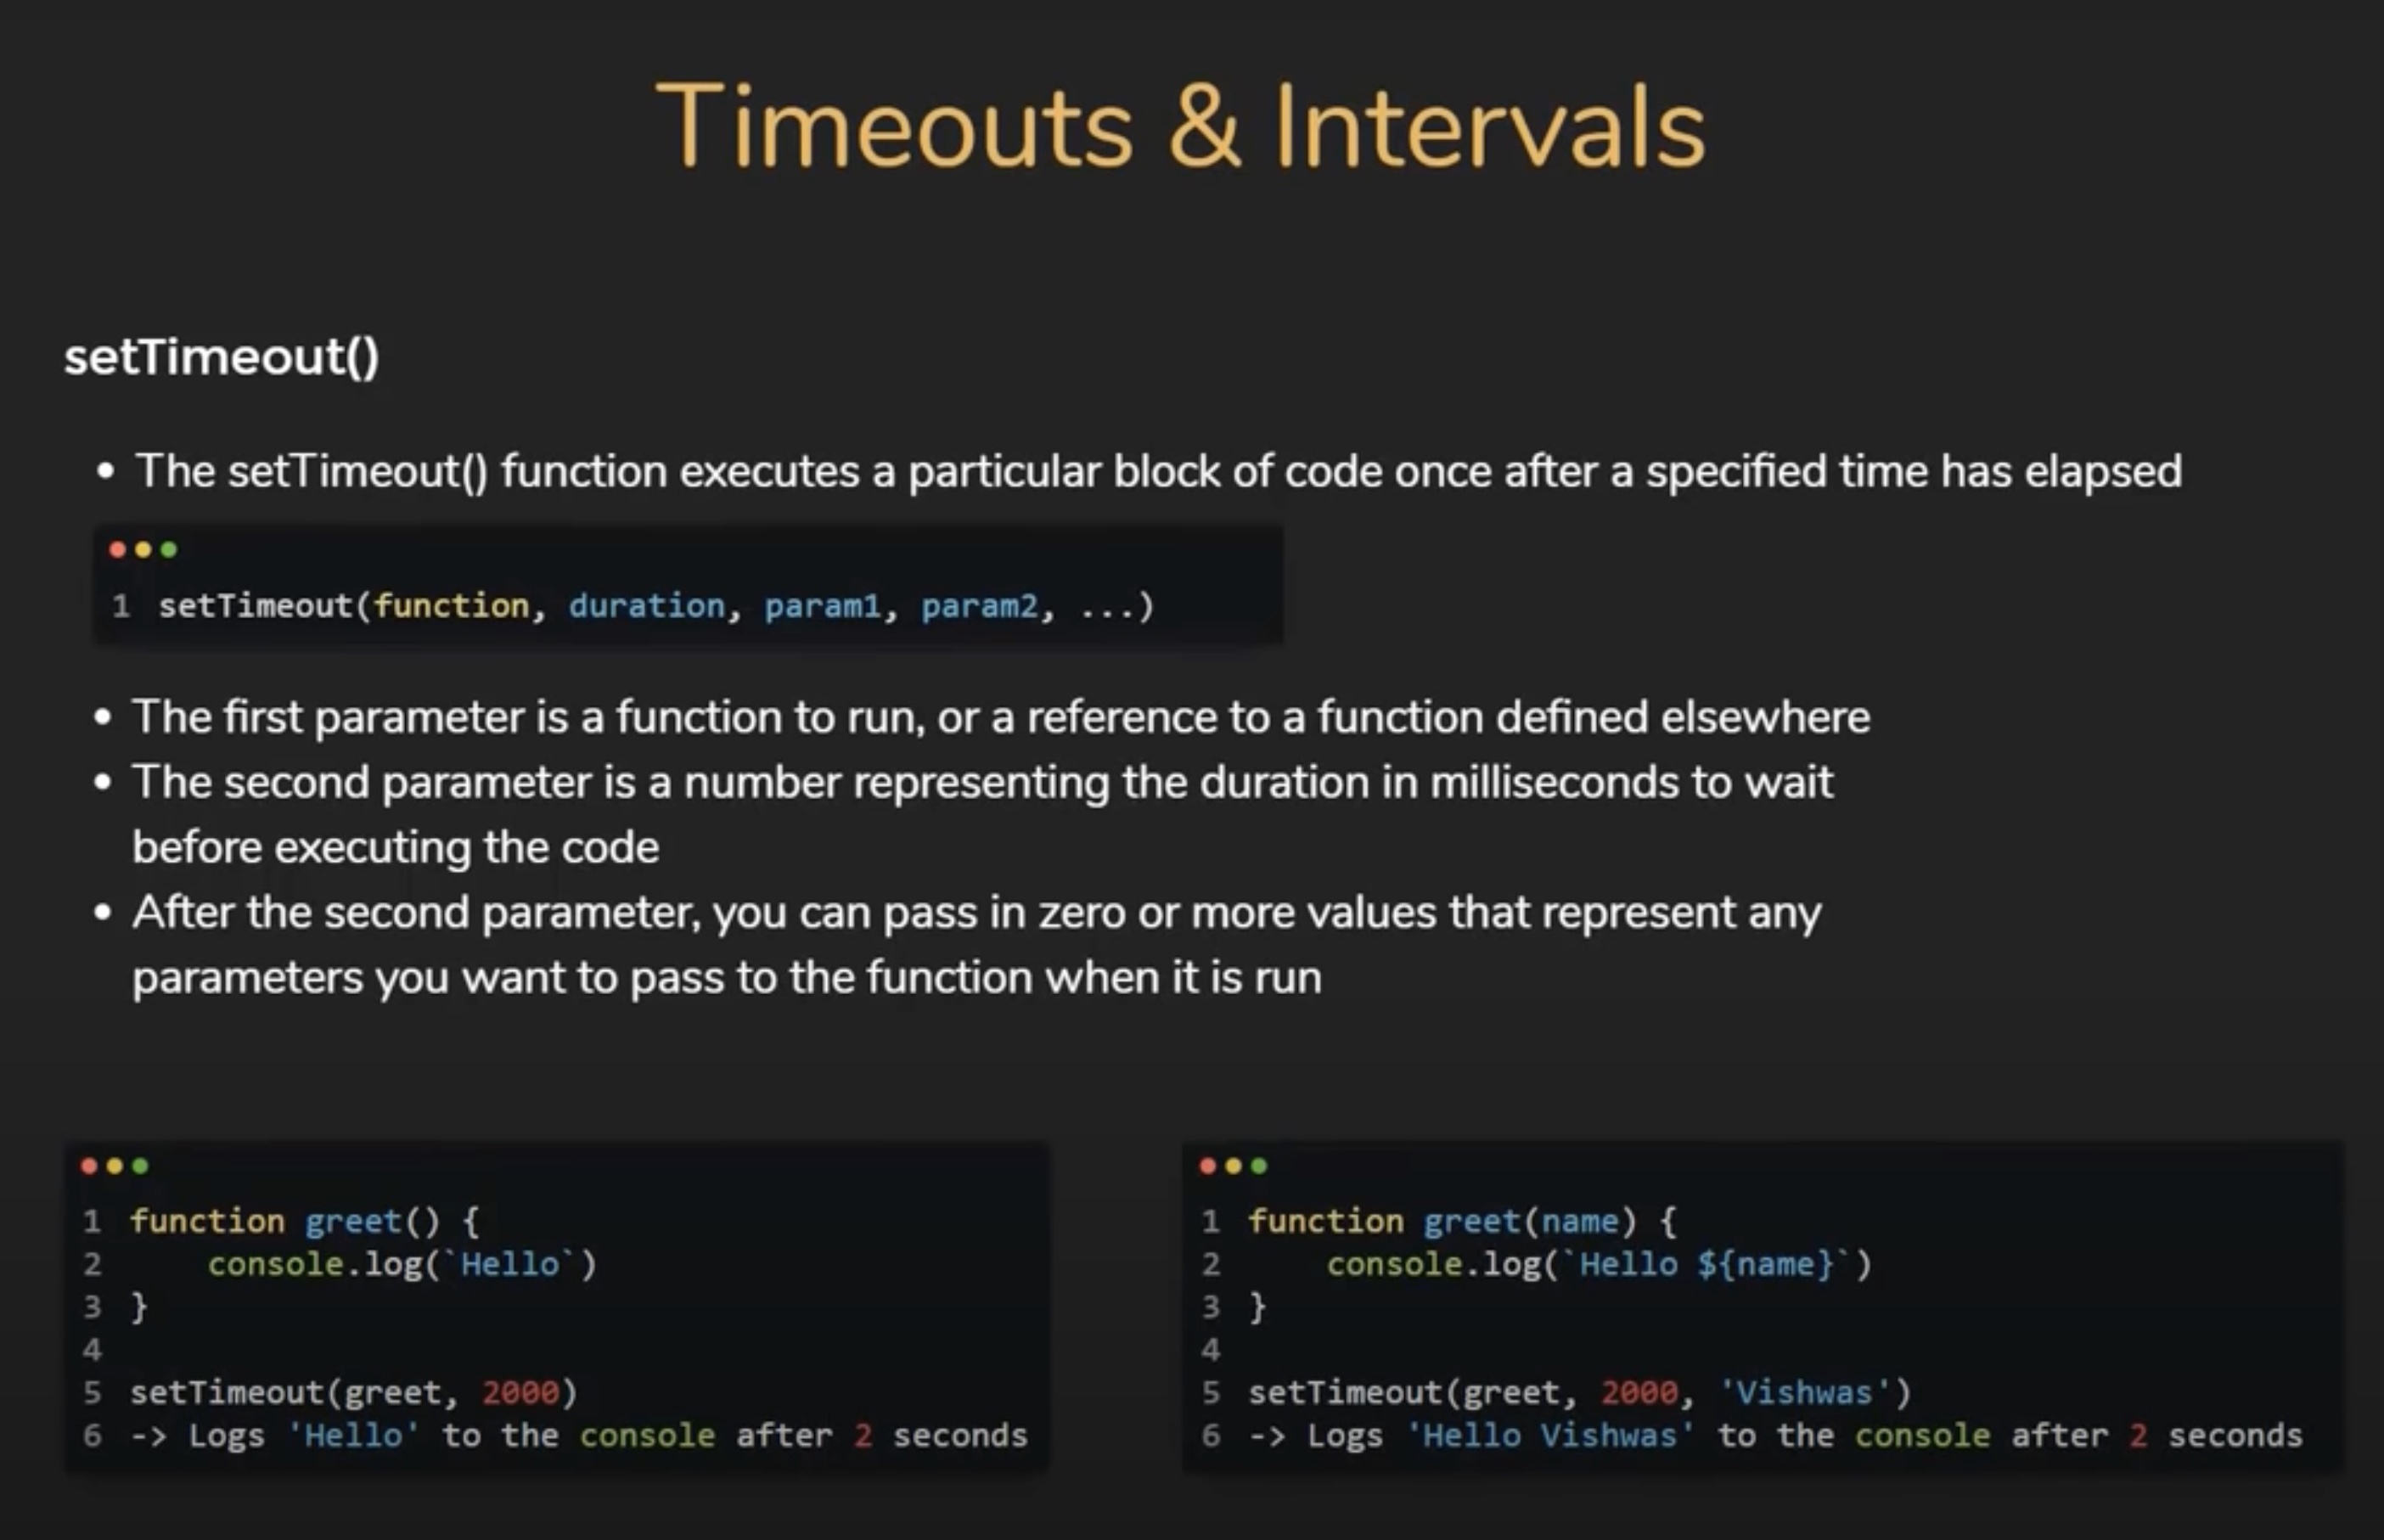 Timeouts & Intervals
setTimeout()
• The setTimeout() function executes a particular block of code once after a specified time has elapsed
1 setTimeout(function, duration, param1, param2, ...)
• The first parameter is a function to run, or a reference to a function defined elsewhere
• The second parameter is a number representing the duration in milliseconds to wait
before executing the code
• After the second parameter, you can pass in zero or more values that represent any
parameters you want to pass to the function when it is run
1 function greet() {
2     console.log(`Hello`)
3 }
4
5 setTimeout(greet, 2000)
6 -> Logs 'Hello' to the console after 2 seconds
1 function greet(name) {
2     console.log(`Hello ${name}`)
3 }
4
5 setTimeout(greet, 2000, 'Vishwas')
6 -> Logs 'Hello Vishwas' to the console after 2 seconds